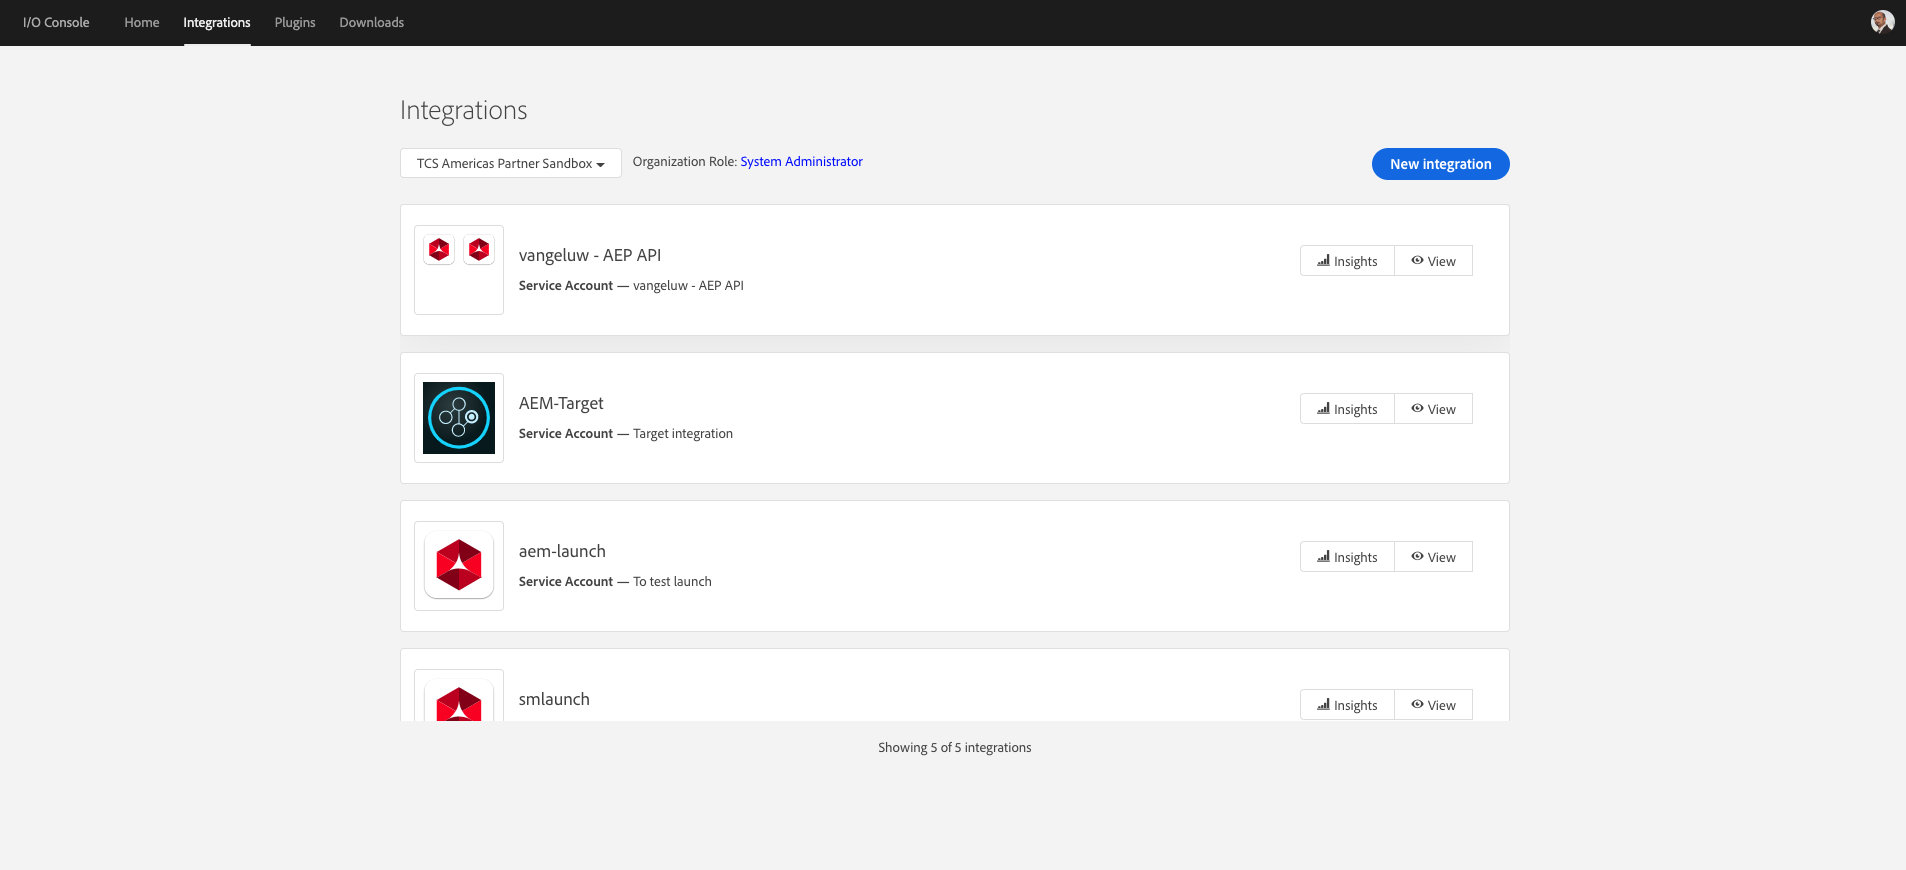 I/O Console Home Integrations Plugins Downloads
Integrations
TCS Americas Partner Sandbox Organization Role: System Administrator New integration
vangeluw - AEP API
Insights View
Service Account — vangeluw - AEP API
AEM-Target
Insights View
Service Account — Target integration
aem-launch
Insights View
Service Account — To test launch
smlaunch
Insights View
Showing 5 of 5 integrations